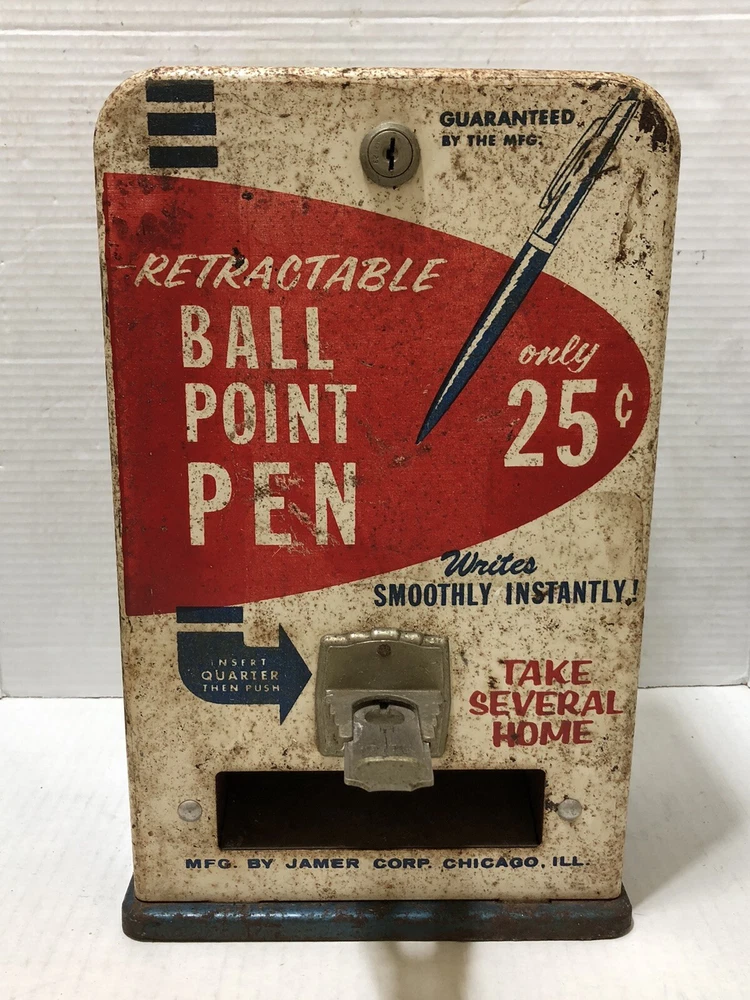 GUARANTEED
BY THE MFG.
RETRACTABLE
BALL
POINT
PEN
only
25¢
Writes
SMOOTHLY INSTANTLY!
INSERT
QUARTER
THEN PUSH
TAKE
SEVERAL
HOME
MFG. BY JAMER CORP. CHICAGO, ILL.